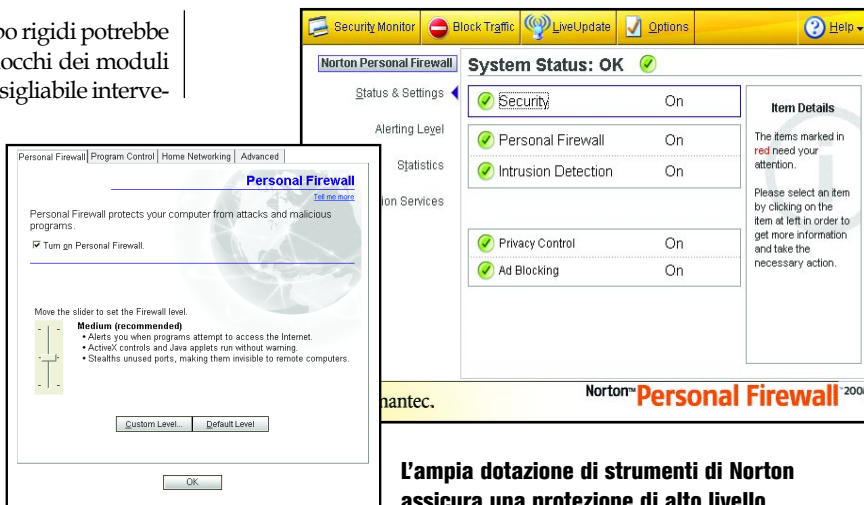 po rigidi potrebbe
locchi dei moduli
sigliabile interve-
Security Monitor Block Traffic LiveUpdate Options Help
Norton Personal Firewall
Status & Settings
Alerting Level
Statistics
ion Services
System Status: OK
Security On
Personal Firewall On
Intrusion Detection On
Privacy Control On
Ad Blocking On
Item Details
The items marked in
red need your
attention.
Please select an item
by clicking on the
item at left in order to
get more information
and take the
necessary action.
mantec.
Norton™ Personal Firewall
Personal Firewall Program Control Home Networking Advanced
Personal Firewall
Tell me more
Personal Firewall protects your computer from attacks and malicious
programs.
Turn on Personal Firewall.
Move the slider to set the Firewall level.
Medium (recommended)
• Alerts you when programs attempt to access the Internet.
• ActiveX controls and Java applets run without warning.
• Stealths unused ports, making them invisible to remote computers.
Custom Level... Default Level
OK
L'ampia dotazione di strumenti di Norton
assicura una protezione di alto livello